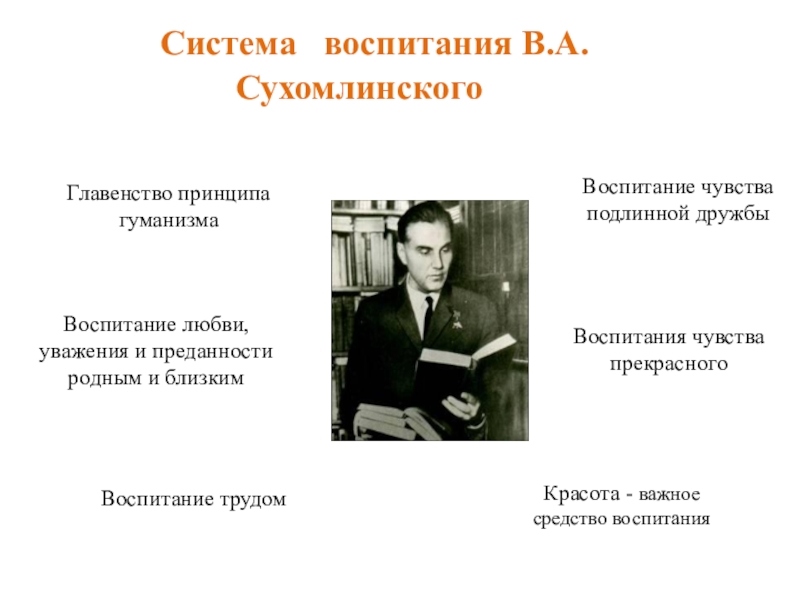 Система воспитания В.А.
Сухомлинского
Главенство принципа
гуманизма
Воспитание чувства
подлинной дружбы
Воспитание любви,
уважения и преданности
родным и близким
Воспитания чувства
прекрасного
Воспитание трудом
Красота - важное
средство воспитания